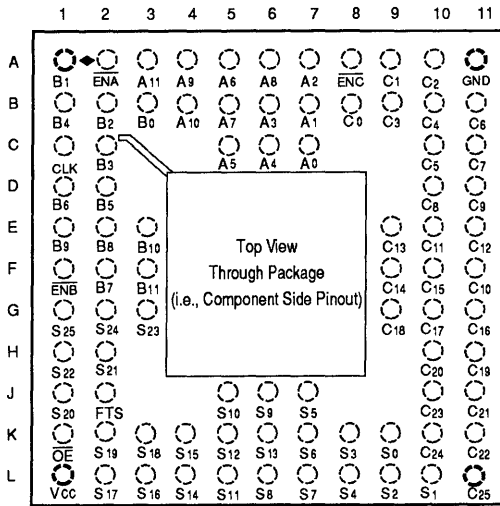 1 2 3 4 5 6 7 8 9 10 11
A
B1 ENA A11 A9 A6 A8 A2 ENC C1 C2 GND
B
B4 B2 B0 A10 A7 A3 A1 C0 C3 C4 C6
C
CLK B3 A5 A4 A0 C5 C7
D
B6 B5 C8 C9
E
B9 B8 B10 C13 C11 C12
F
ENB B7 B11 C14 C15 C10
G
S25 S24 S23 C18 C17 C16
H
S22 S21 C20 C19
J
S20 FTS S10 S9 S5 C23 C21
K
OE S19 S18 S15 S12 S13 S6 S3 S0 C24 C22
L
VCC S17 S16 S14 S11 S8 S7 S4 S2 S1 C25
Top View
Through Package
(i.e., Component Side Pinout)